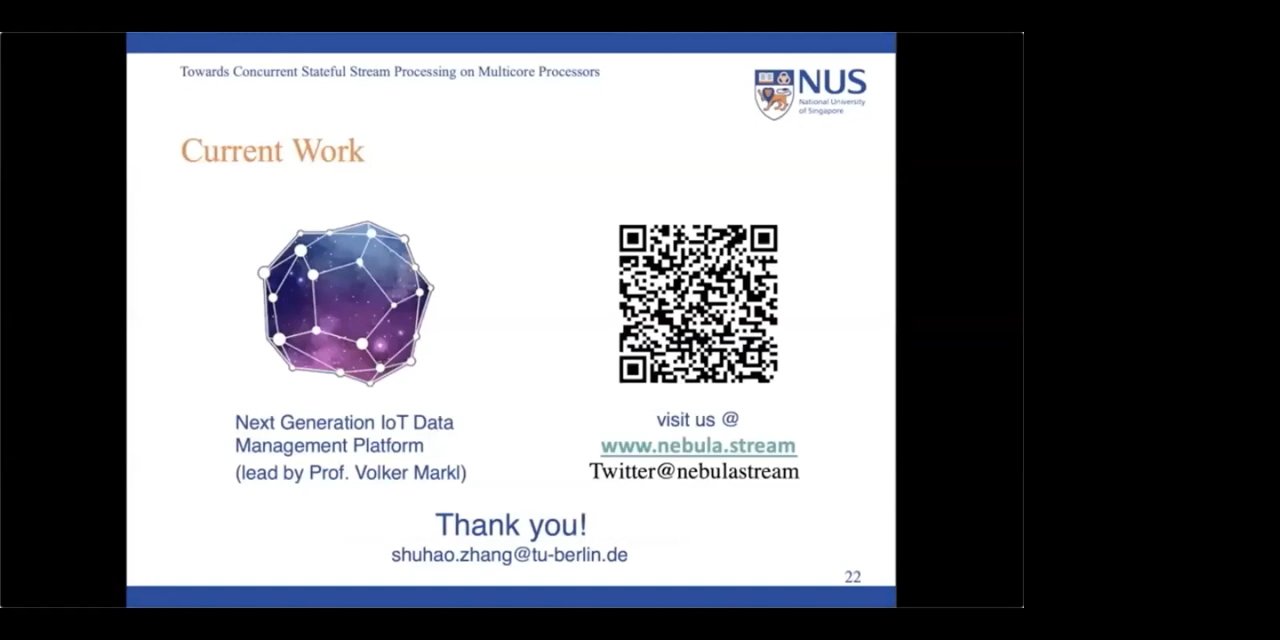 Towards Concurrent Stateful Stream Processing on Multicore Processors
NUS
National University
of Singapore
Current Work
Next Generation IoT Data
Management Platform
(lead by Prof. Volker Markl)
visit us @
www.nebula.stream
Twitter@nebulastream
Thank you!
shuhao.zhang@tu-berlin.de
22